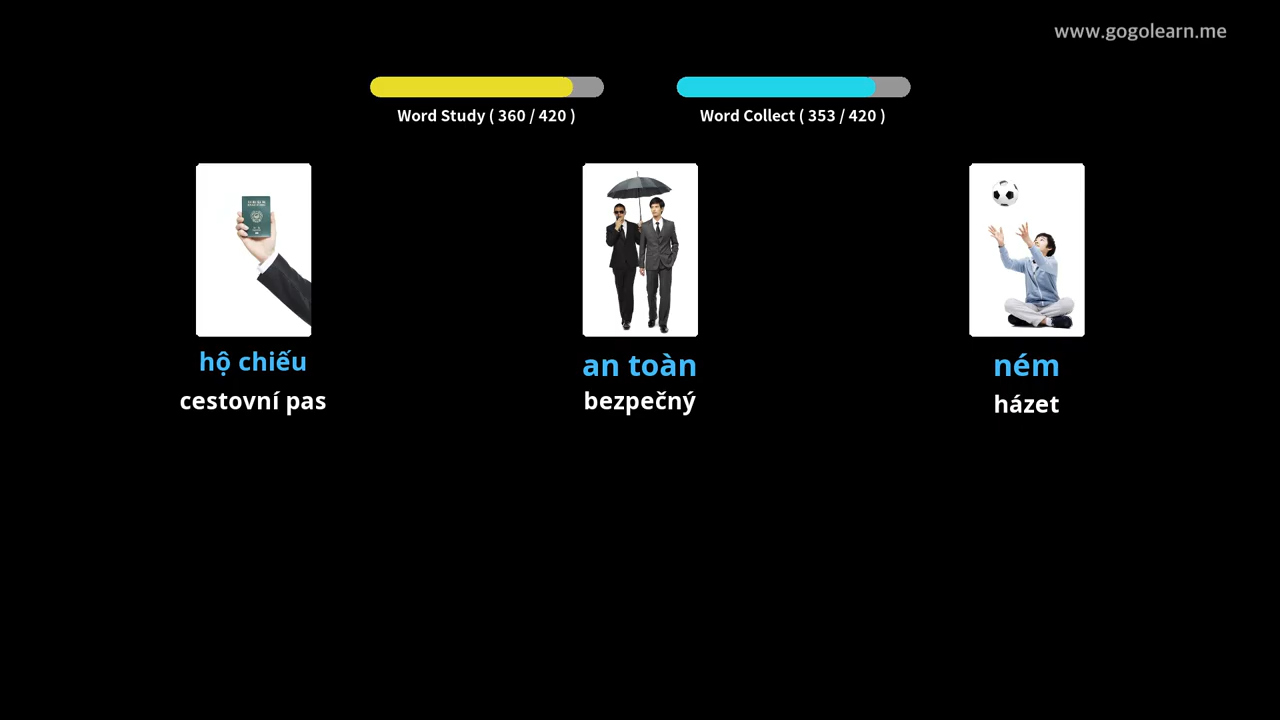 www.gogolearn.me
Word Study ( 360 / 420 )
Word Collect ( 353 / 420 )
hộ chiếu
cestovní pas
an toàn
bezpečný
ném
házet